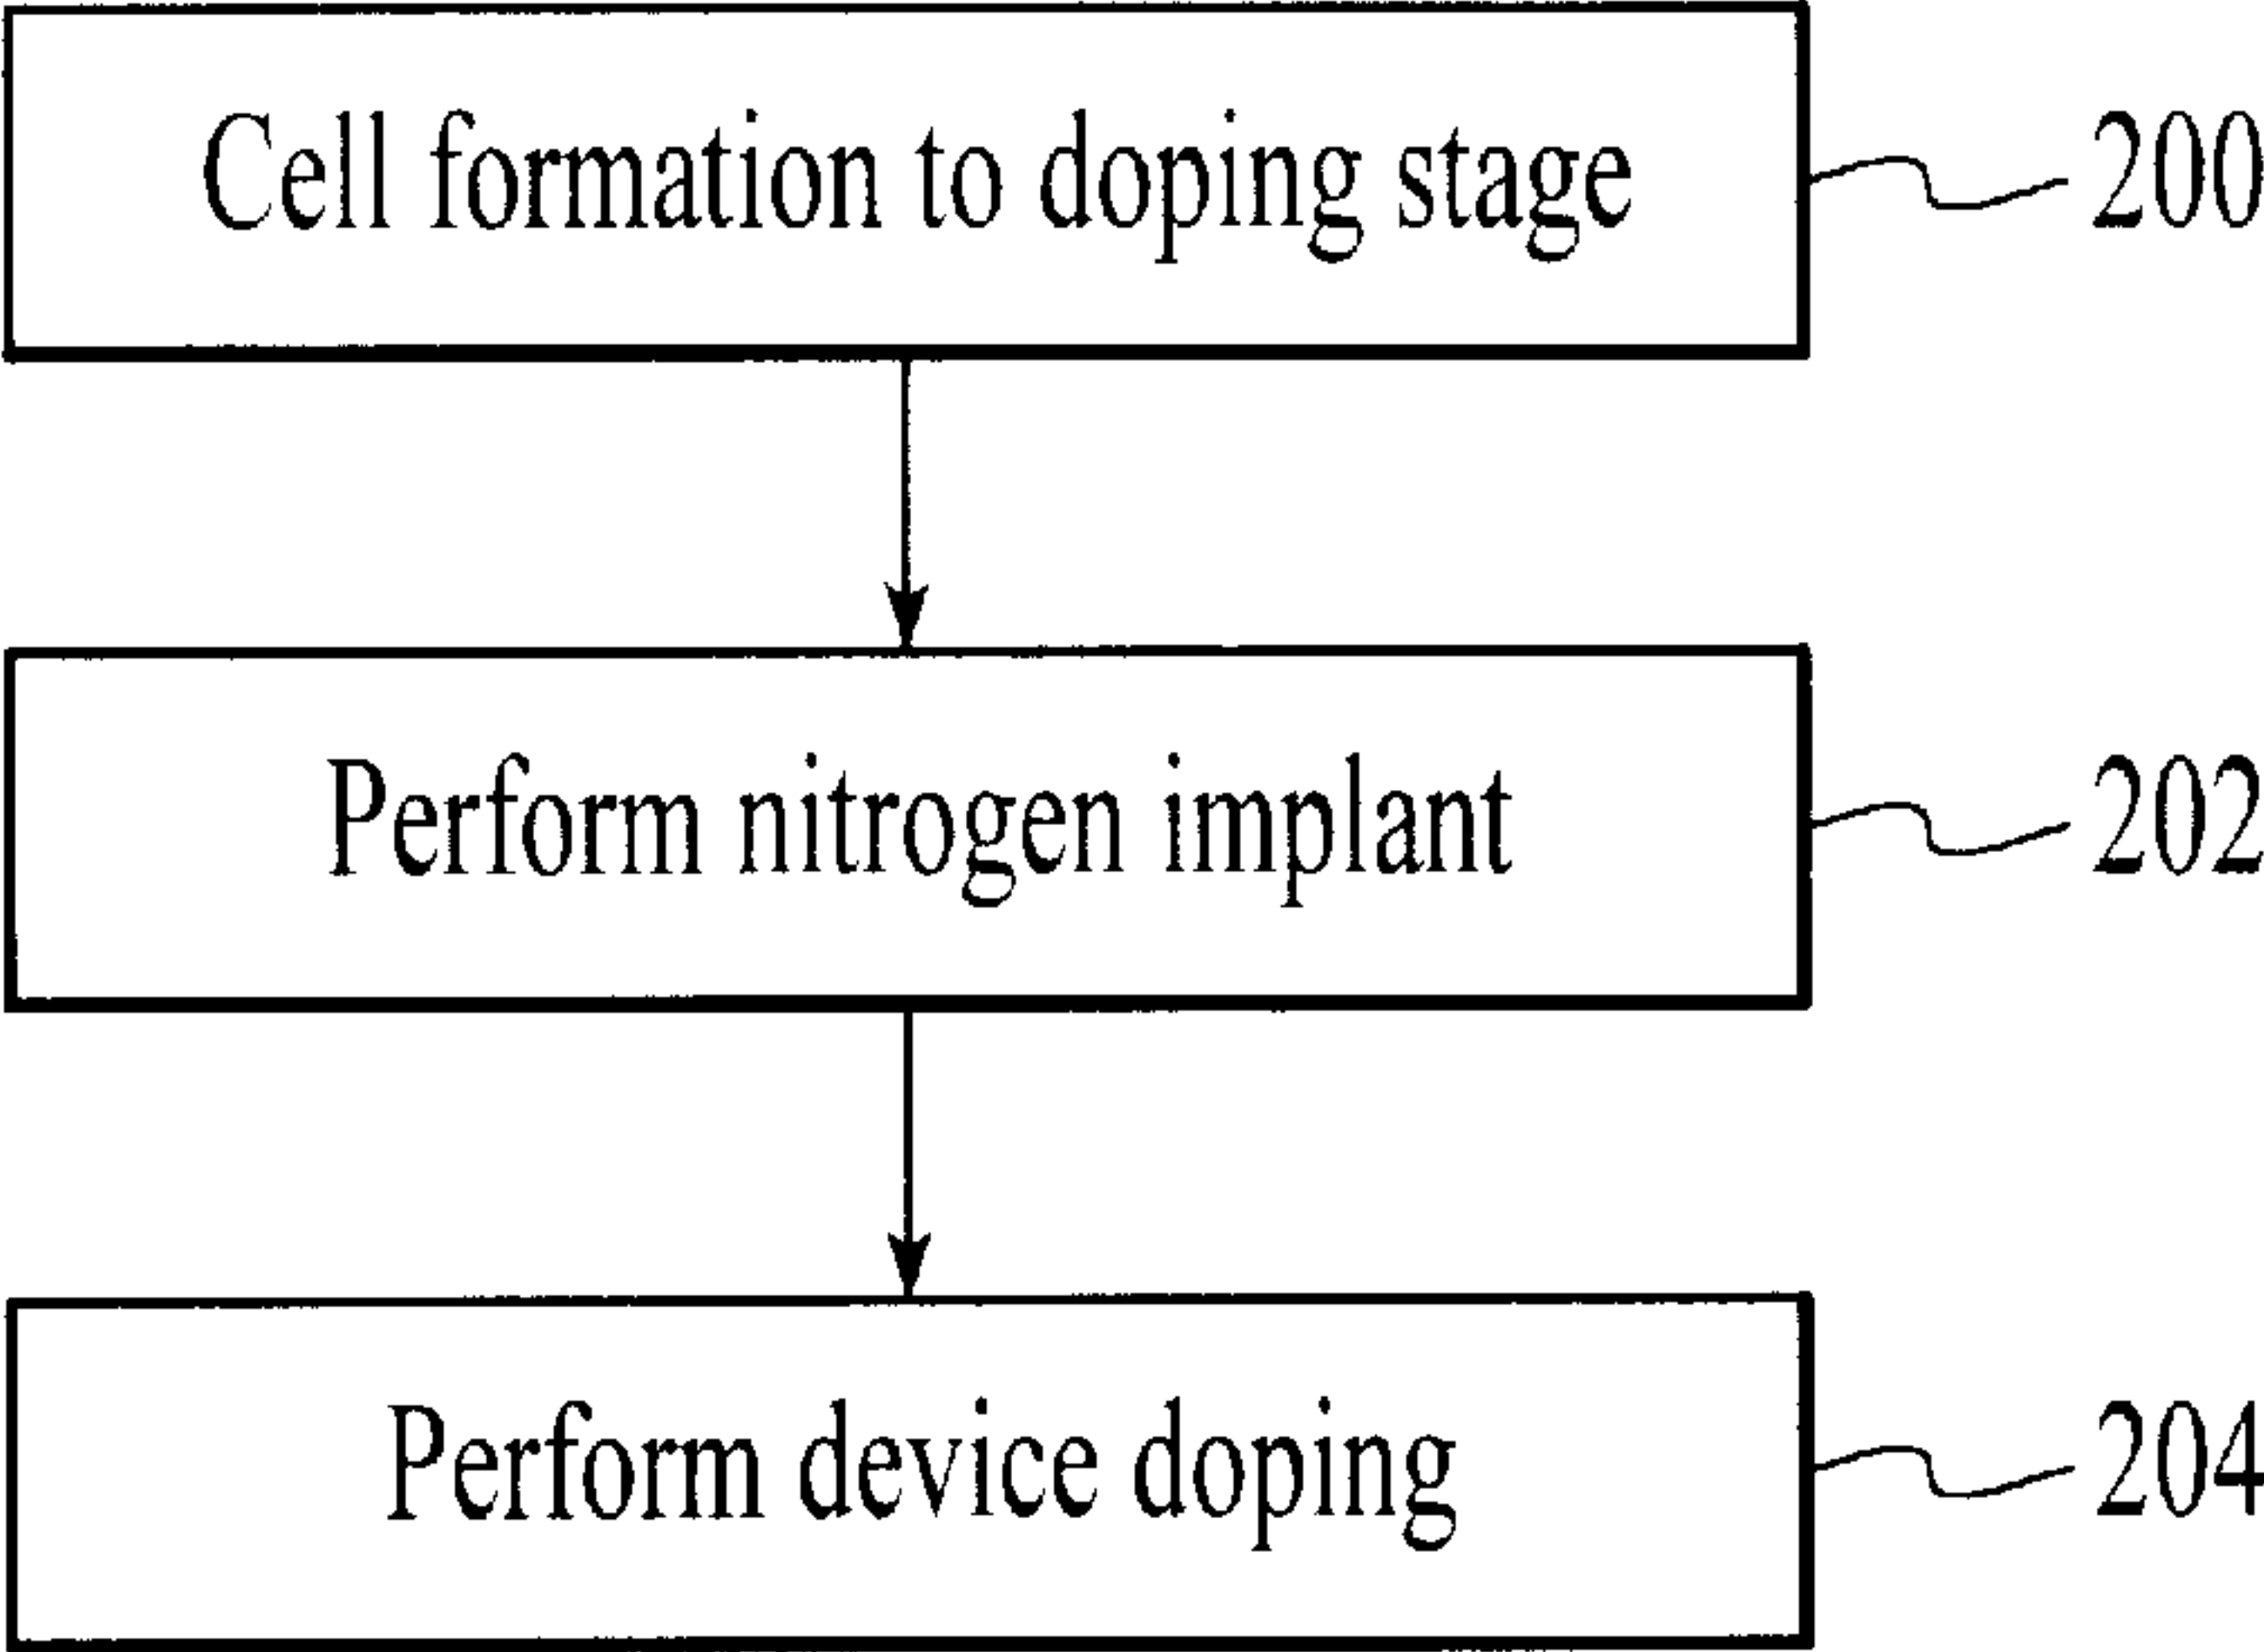 Cell formation to doping stage 200
Perform nitrogen implant 202
Perform device doping 204